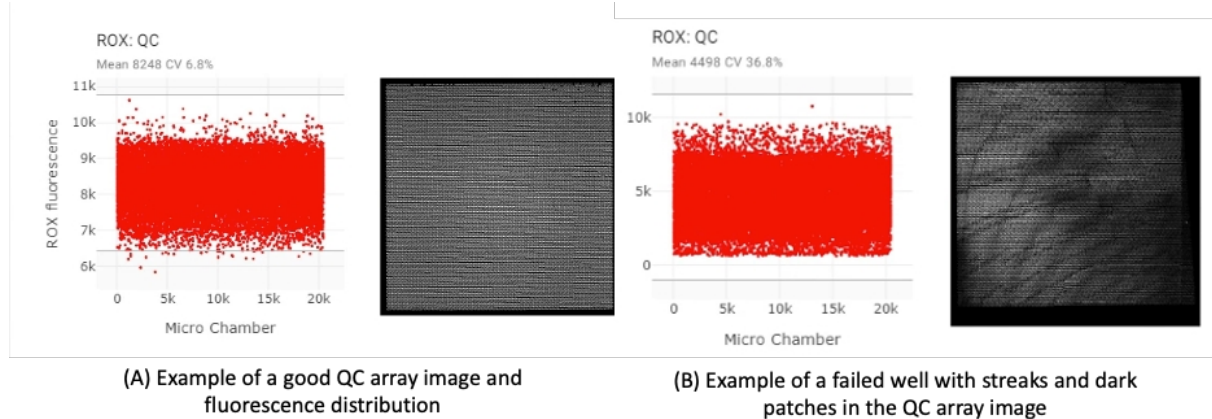 ROX: QC
Mean 8248 CV 6.8%
11k
10k
9k
8k
7k
6k
ROX fluorescence
0 5k 10k 15k 20k
Micro Chamber
(A) Example of a good QC array image and
fluorescence distribution
ROX: QC
Mean 4498 CV 36.8%
10k
5k
0
0 5k 10k 15k 20k
Micro Chamber
(B) Example of a failed well with streaks and dark
patches in the QC array image